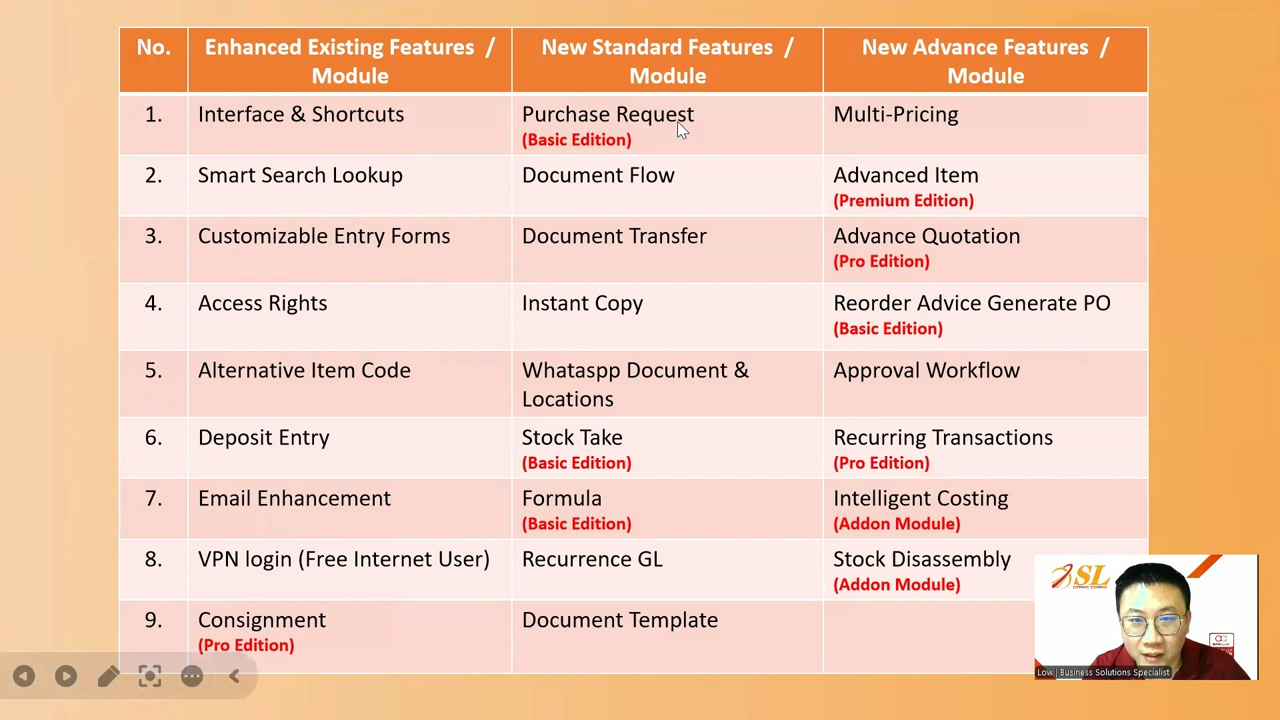 No.
Enhanced Existing Features /
Module
New Standard Features /
Module
New Advance Features /
Module
1.
Interface & Shortcuts
Purchase Request
(Basic Edition)
Multi-Pricing
2.
Smart Search Lookup
Document Flow
Advanced Item
(Premium Edition)
3.
Customizable Entry Forms
Document Transfer
Advance Quotation
(Pro Edition)
4.
Access Rights
Instant Copy
Reorder Advice Generate PO
(Basic Edition)
5.
Alternative Item Code
Whataspp Document &
Locations
Approval Workflow
6.
Deposit Entry
Stock Take
(Basic Edition)
Recurring Transactions
(Pro Edition)
7.
Email Enhancement
Formula
(Basic Edition)
Intelligent Costing
(Addon Module)
8.
VPN login (Free Internet User)
Recurrence GL
Stock Disassembly
(Addon Module)
9.
Consignment
(Pro Edition)
Document Template
SL
Low | Business Solutions Specialist